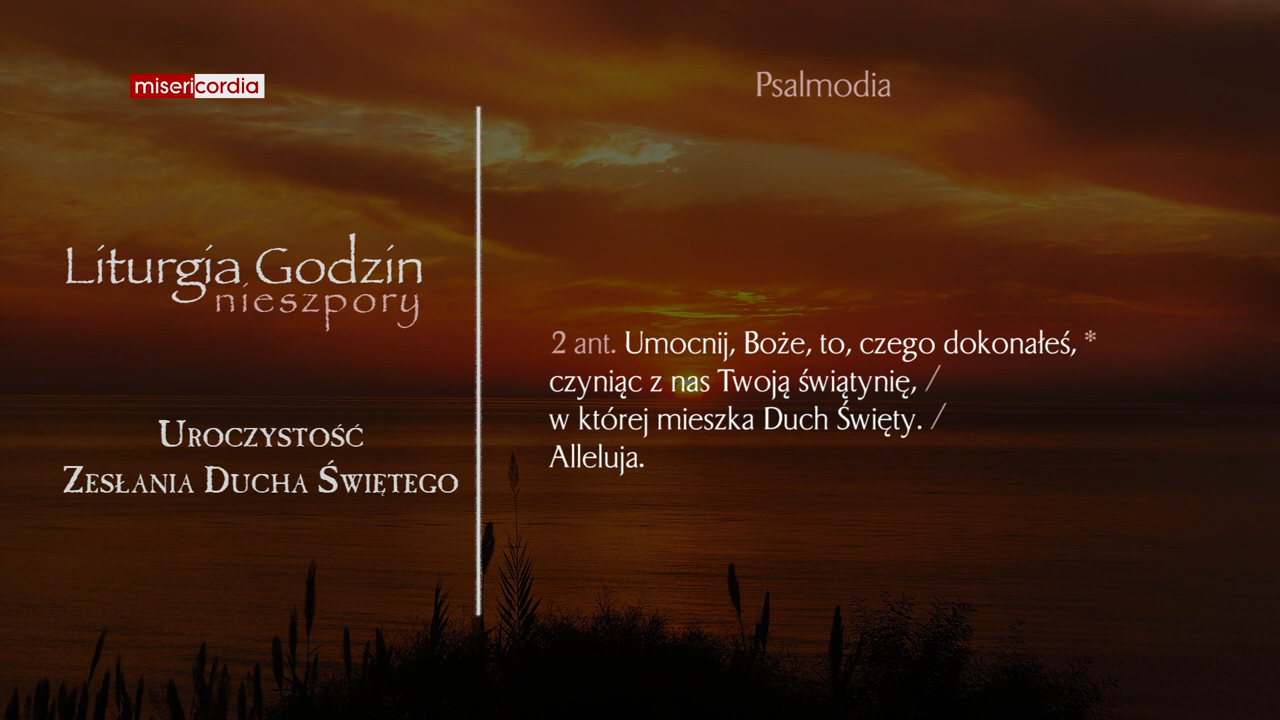 misericordia
Psalmodia
Liturgia Godzin
nieszpory
Uroczystość
Zesłania Ducha Świętego
2 ant. Umocnij, Boże, to, czego dokonałeś, *
czyniąc z nas Twoją świątynię, /
w której mieszka Duch Święty. /
Alleluja.